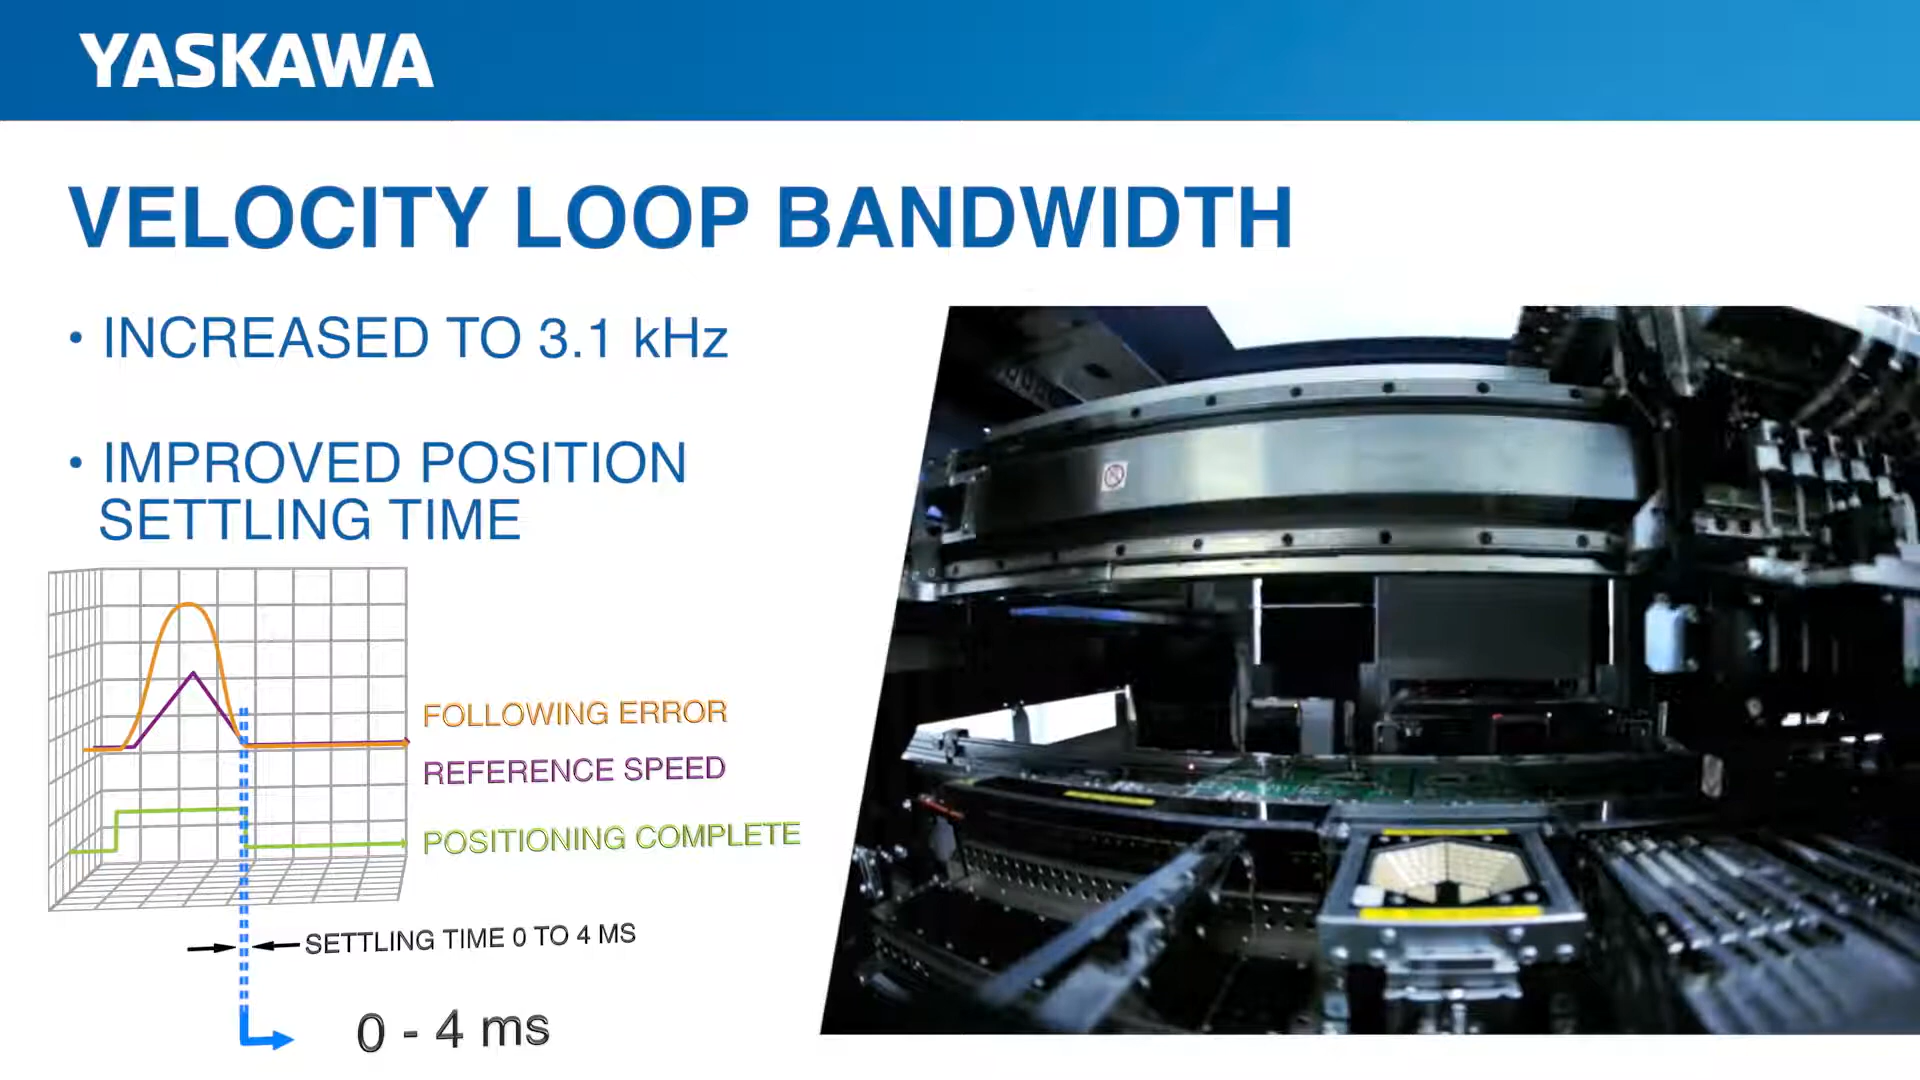 YASKAWA
VELOCITY LOOP BANDWIDTH
• INCREASED TO 3.1 kHz
• IMPROVED POSITION
SETTLING TIME
FOLLOWING ERROR
REFERENCE SPEED
POSITIONING COMPLETE
SETTLING TIME 0 TO 4 MS
0 - 4 ms